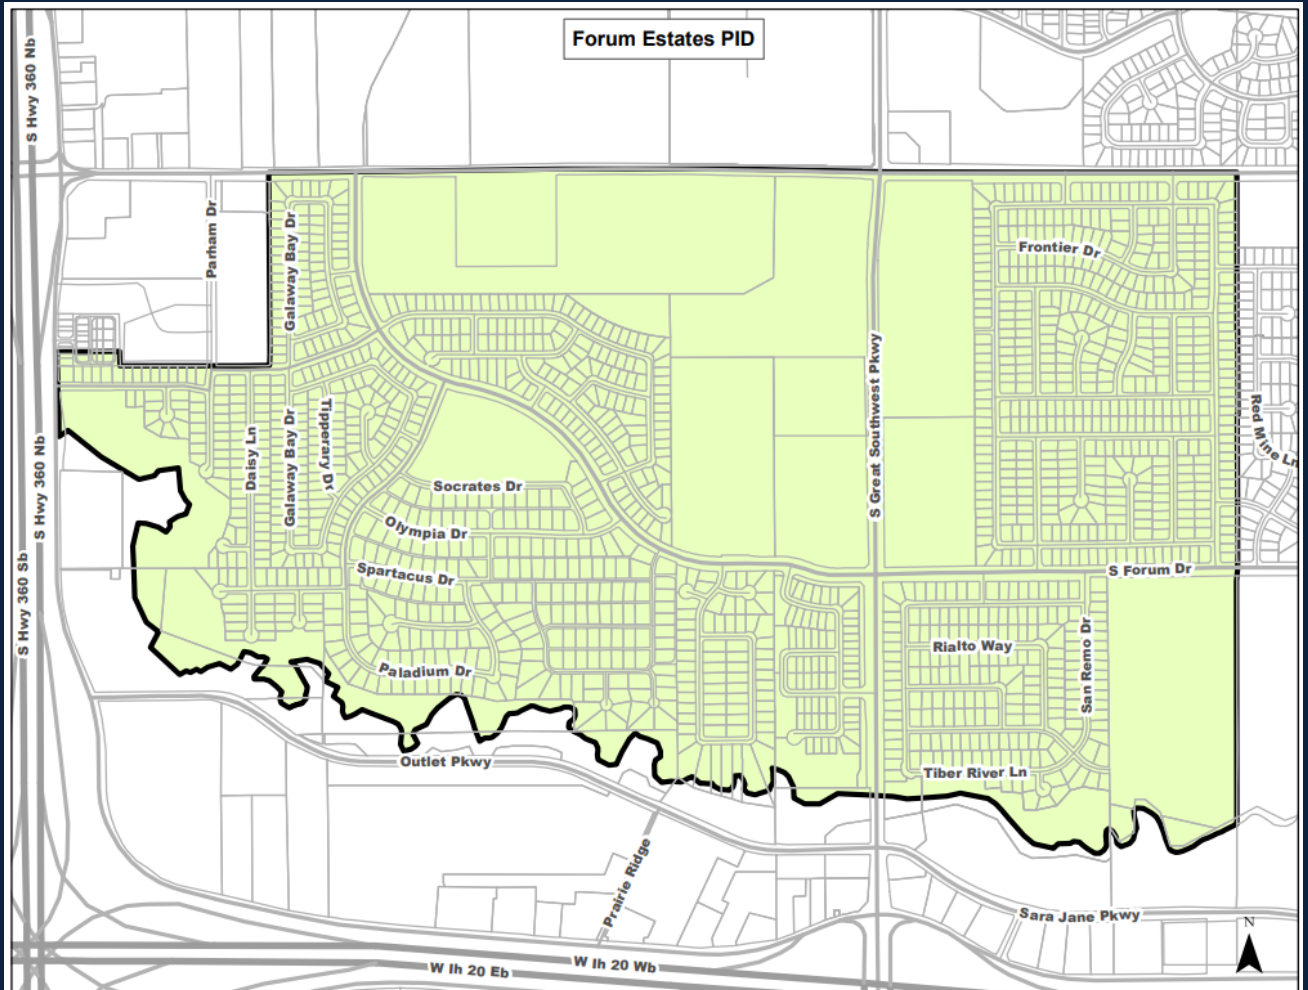 Forum Estates PID
S Hwy 360 Nb
Parham Dr
Galaway Bay Dr
Frontier Dr
S Great Southwest Pkwy
Red Mine Ln
Tipperary Dr
Galaway Bay Dr
Daisy Ln
S Hwy 360 Nb
Socrates Dr
Olympia Dr
Spartacus Dr
S Forum Dr
S Hwy 360 Sb
Rialto Way
San Remo Dr
Paladium Dr
Outlet Pkwy
Tiber River Ln
Prairie Ridge
Sara Jane Pkwy
N
W Ih 20 Eb
W Ih 20 Wb